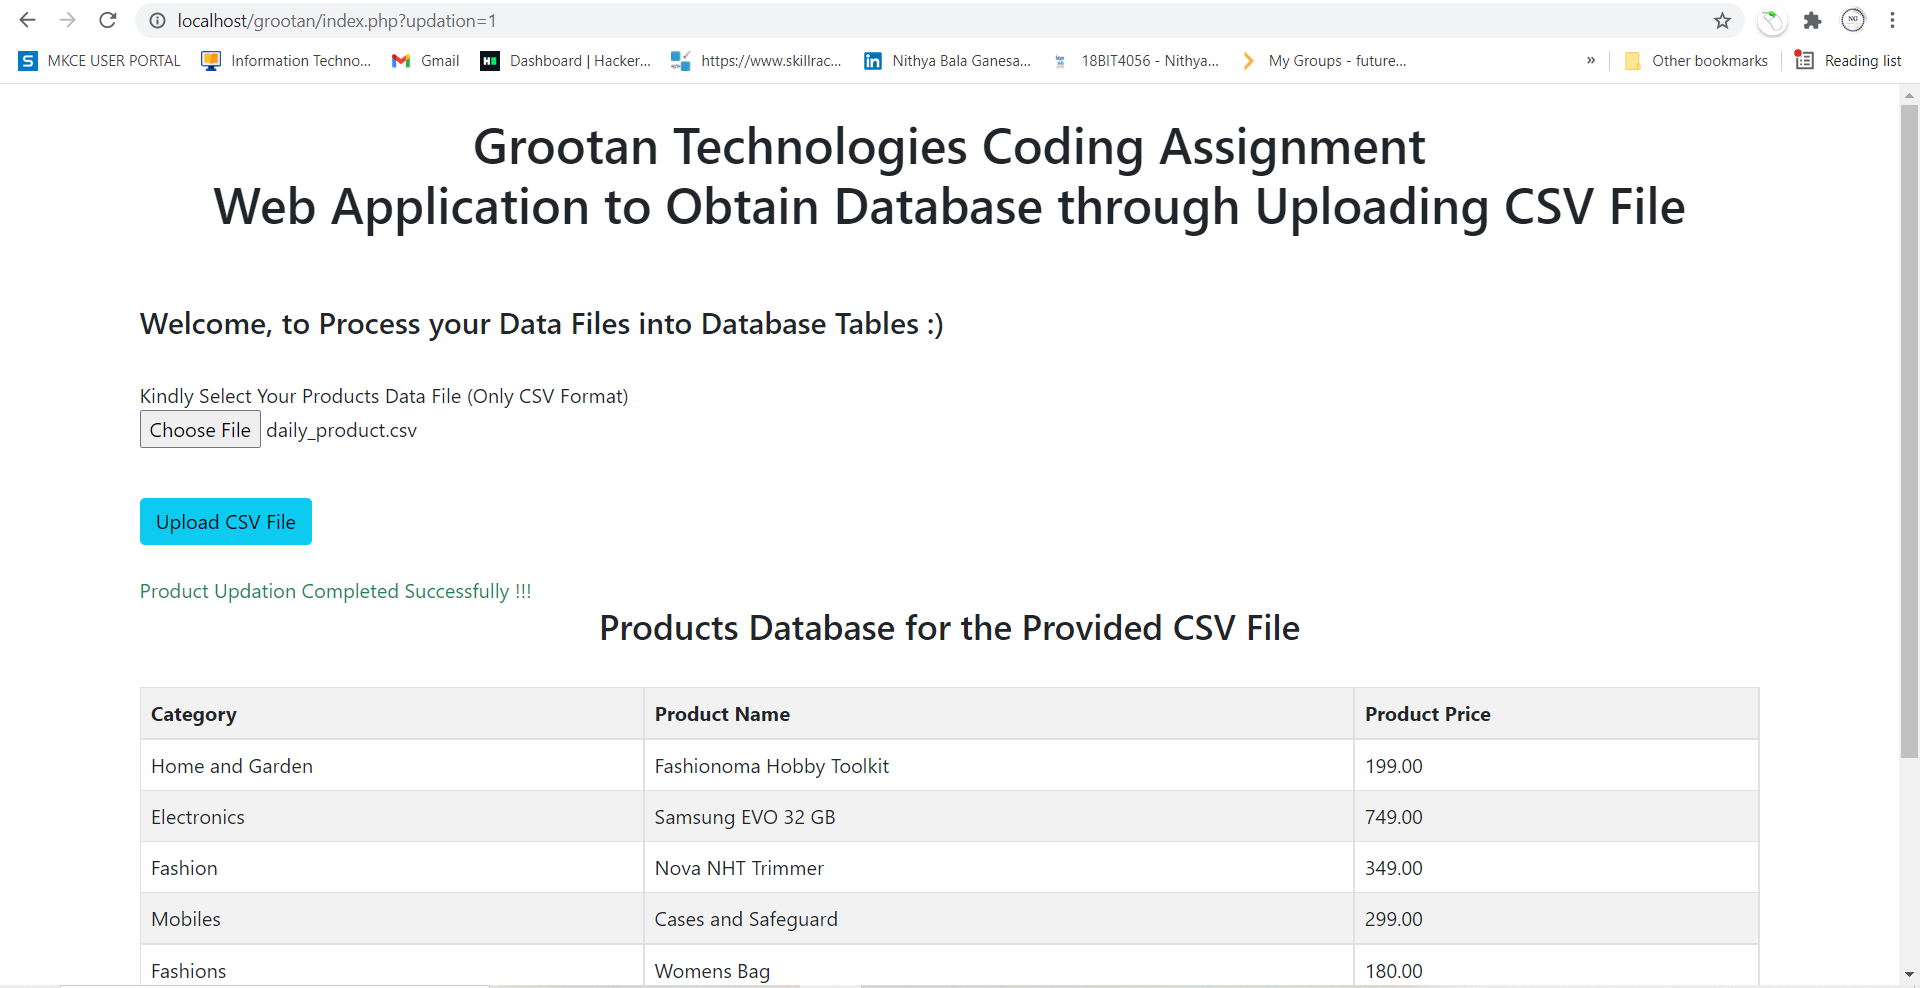 localhost/grootan/index.php?updation=1
NG
S MKCE USER PORTAL Information Techno... Gmail Dashboard | Hacker... https://www.skillrac... in Nithya Bala Ganesa... 18BIT4056 - Nithya... My Groups - future... » Other bookmarks Reading list
Grootan Technologies Coding Assignment
Web Application to Obtain Database through Uploading CSV File
Welcome, to Process your Data Files into Database Tables :)
Kindly Select Your Products Data File (Only CSV Format)
Choose File daily_product.csv
Upload CSV File
Product Updation Completed Successfully !!!
Products Database for the Provided CSV File
Category Product Name Product Price
Home and Garden Fashionoma Hobby Toolkit 199.00
Electronics Samsung EVO 32 GB 749.00
Fashion Nova NHT Trimmer 349.00
Mobiles Cases and Safeguard 299.00
Fashions Womens Bag 180.00